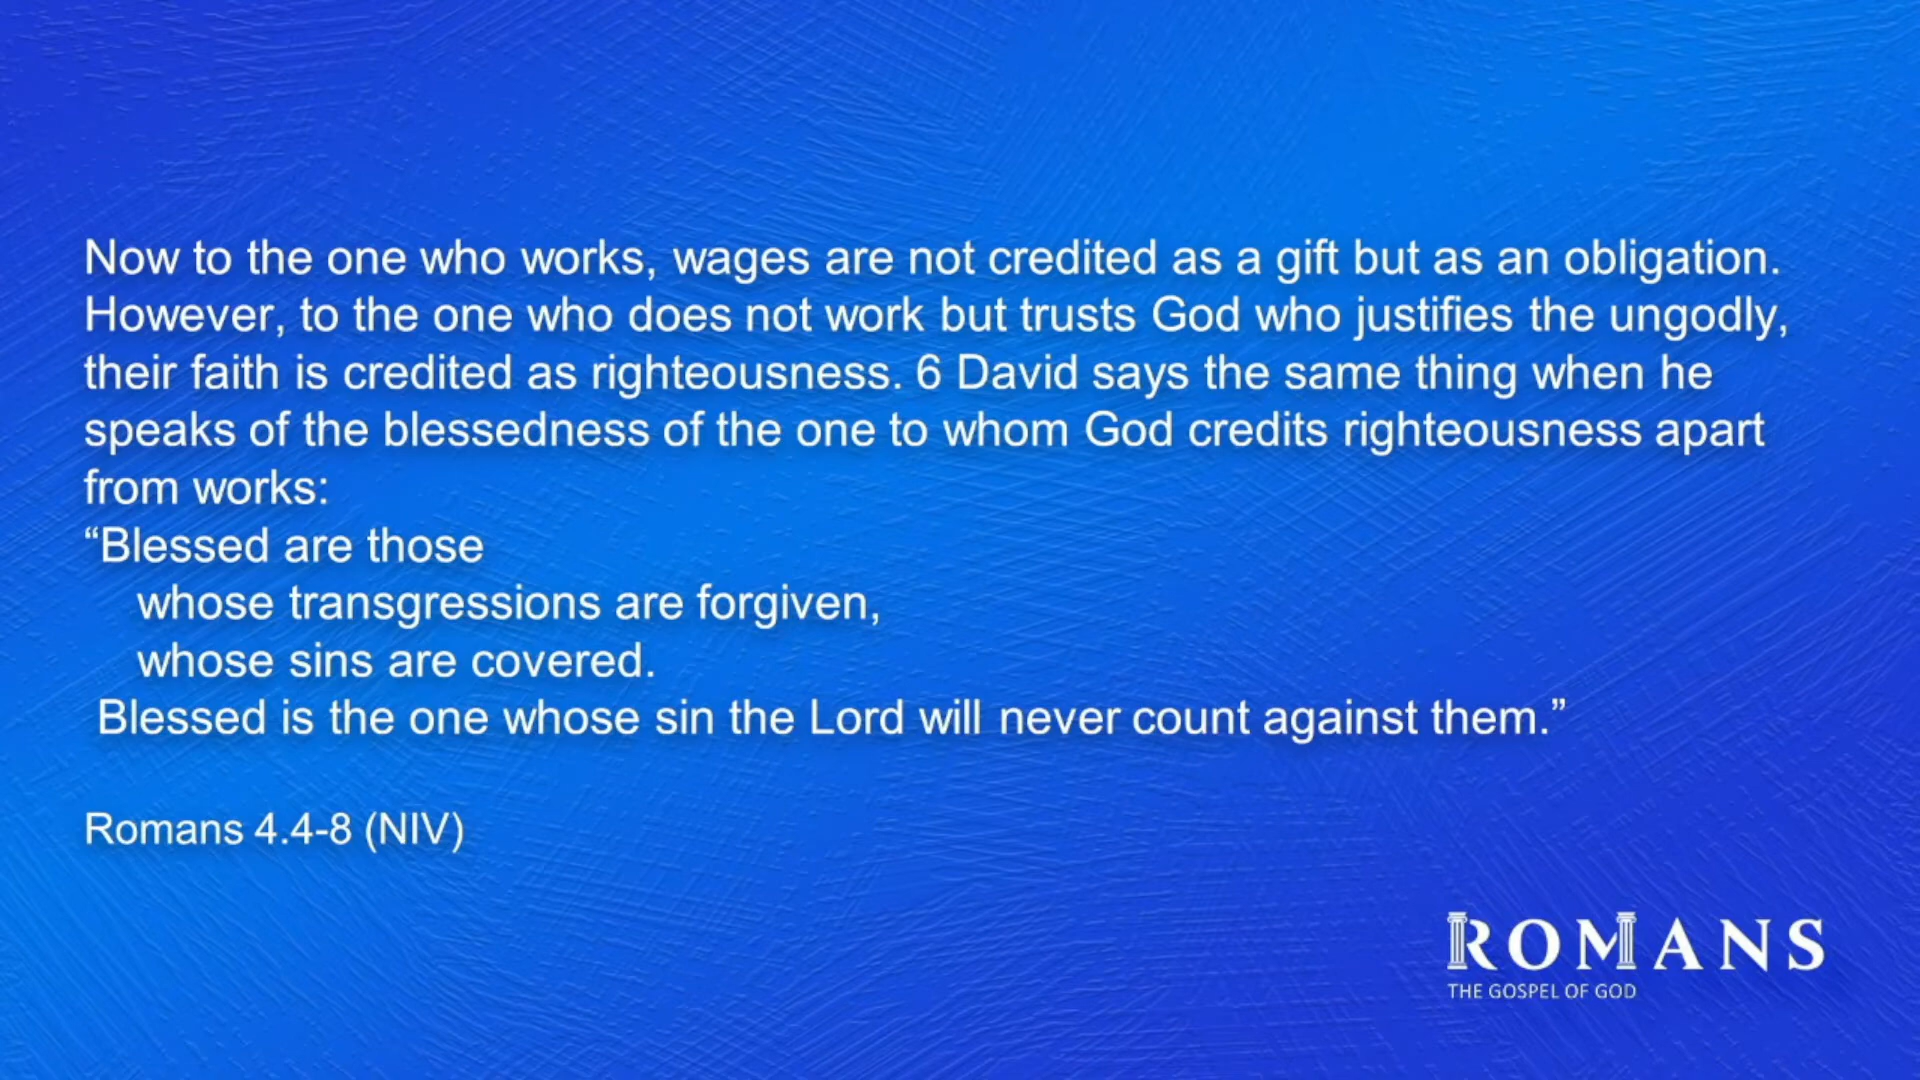 Now to the one who works, wages are not credited as a gift but as an obligation.
However, to the one who does not work but trusts God who justifies the ungodly,
their faith is credited as righteousness. 6 David says the same thing when he
speaks of the blessedness of the one to whom God credits righteousness apart
from works:
“Blessed are those
whose transgressions are forgiven,
whose sins are covered.
Blessed is the one whose sin the Lord will never count against them.”
Romans 4.4-8 (NIV)
ROMANS
THE GOSPEL OF GOD